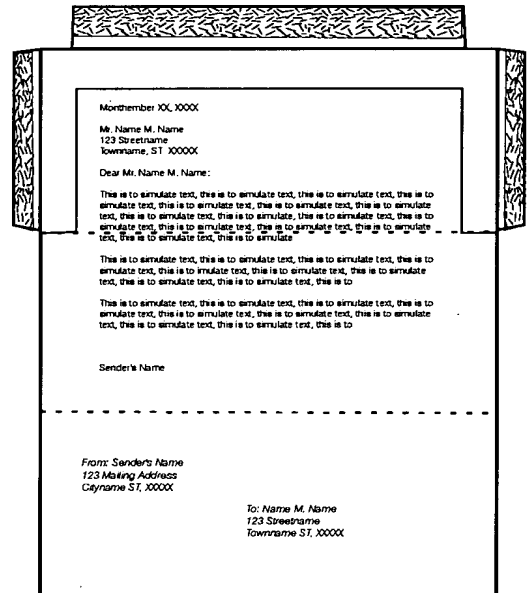 Monthember XX, XXXX
Mr. Name M. Name
123 Streetname
Townname, ST XXXXX
Dear Mr. Name M. Name:
This is to simulate text, this is to simulate text, this is to simulate text, this is to
simulate text, this is to simulate text, this is to simulate text, this is to simulate
text, this is to simulate text, this is to simulate, this is to simulate text, this is to
simulate text, this is to simulate text, this is to simulate text, this is to simulate
text, this is to simulate text, this is to simulate
This is to simulate text, this is to simulate text, this is to simulate text, this is to
simulate text, this is to imulate text, this is to simulate text, this is to simulate
text, this is to simulate text, this is to simulate text, this is to
This is to simulate text, this is to simulate text, this is to simulate text, this is to
simulate text, this is to simulate text, this is to simulate text, this is to simulate
text, this is to simulate text, this is to simulate text, this is to
Sender's Name
From: Sender's Name
123 Mailing Address
Cityname ST, XXXXX
To: Name M. Name
123 Streetname
Townname ST, XXXXX